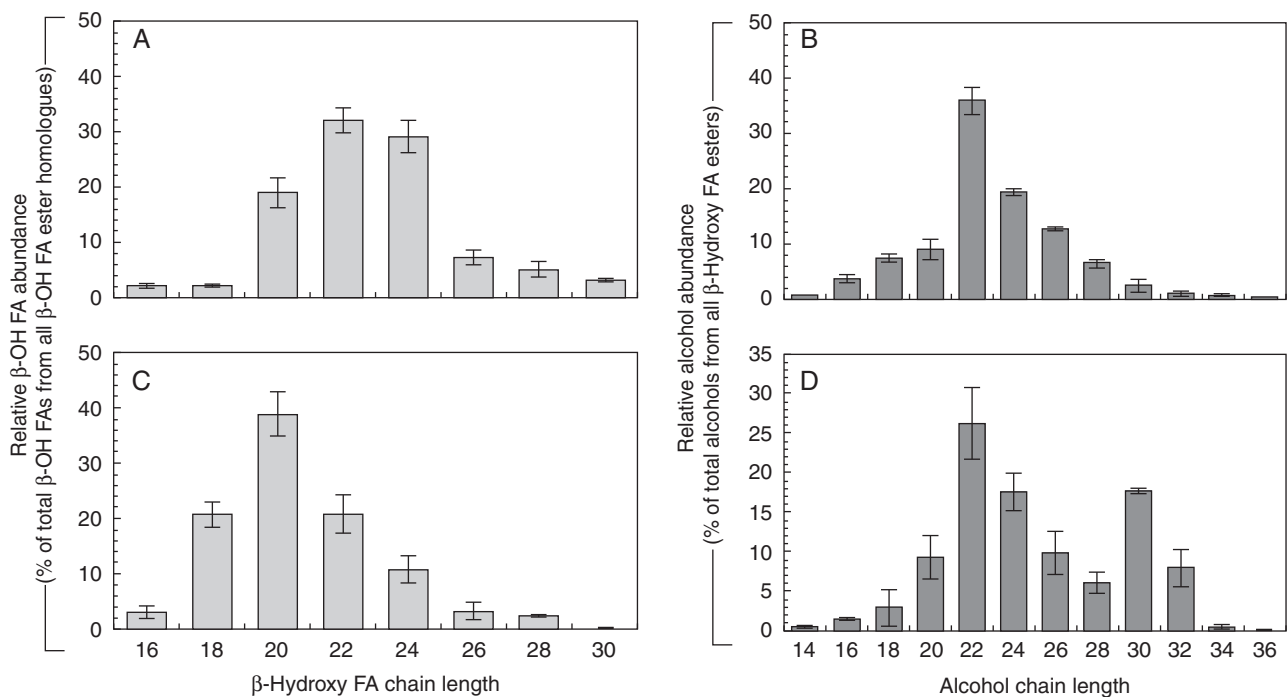 Relative β-OH FA abundance
(% of total β-OH FAs from all β-OH FA ester homologues)
A
50
40
30
20
10
0
C
50
40
30
20
10
0
16 18 20 22 24 26 28 30
β-Hydroxy FA chain length
Relative alcohol abundance
(% of total alcohols from all β-Hydroxy FA esters)
B
50
40
30
20
10
0
D
35
30
25
20
15
10
5
0
14 16 18 20 22 24 26 28 30 32 34 36
Alcohol chain length